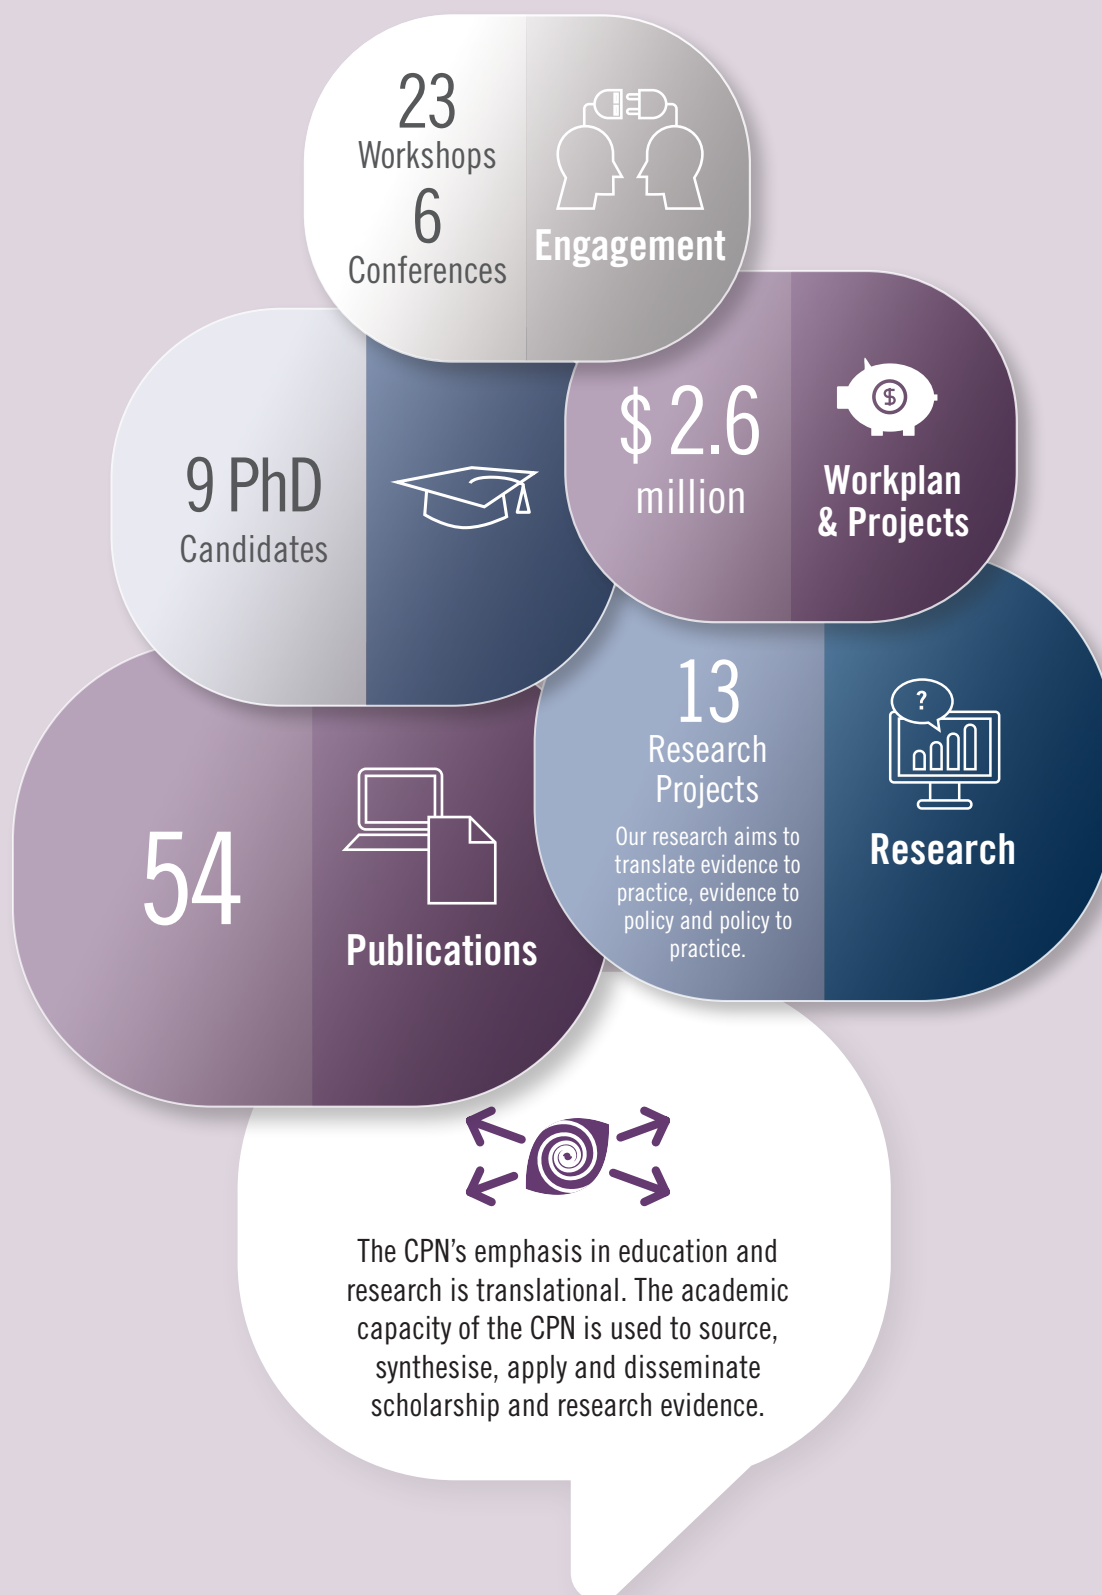 23
Workshops
6
Conferences
Engagement
$ 2.6
million
Workplan
& Projects
$
9 PhD
Candidates
13
Research
Projects
Our research aims to
translate evidence to
practice, evidence to
policy and policy to
practice.
?
Research
54
Publications
The CPN’s emphasis in education and
research is translational. The academic
capacity of the CPN is used to source,
synthesise, apply and disseminate
scholarship and research evidence.